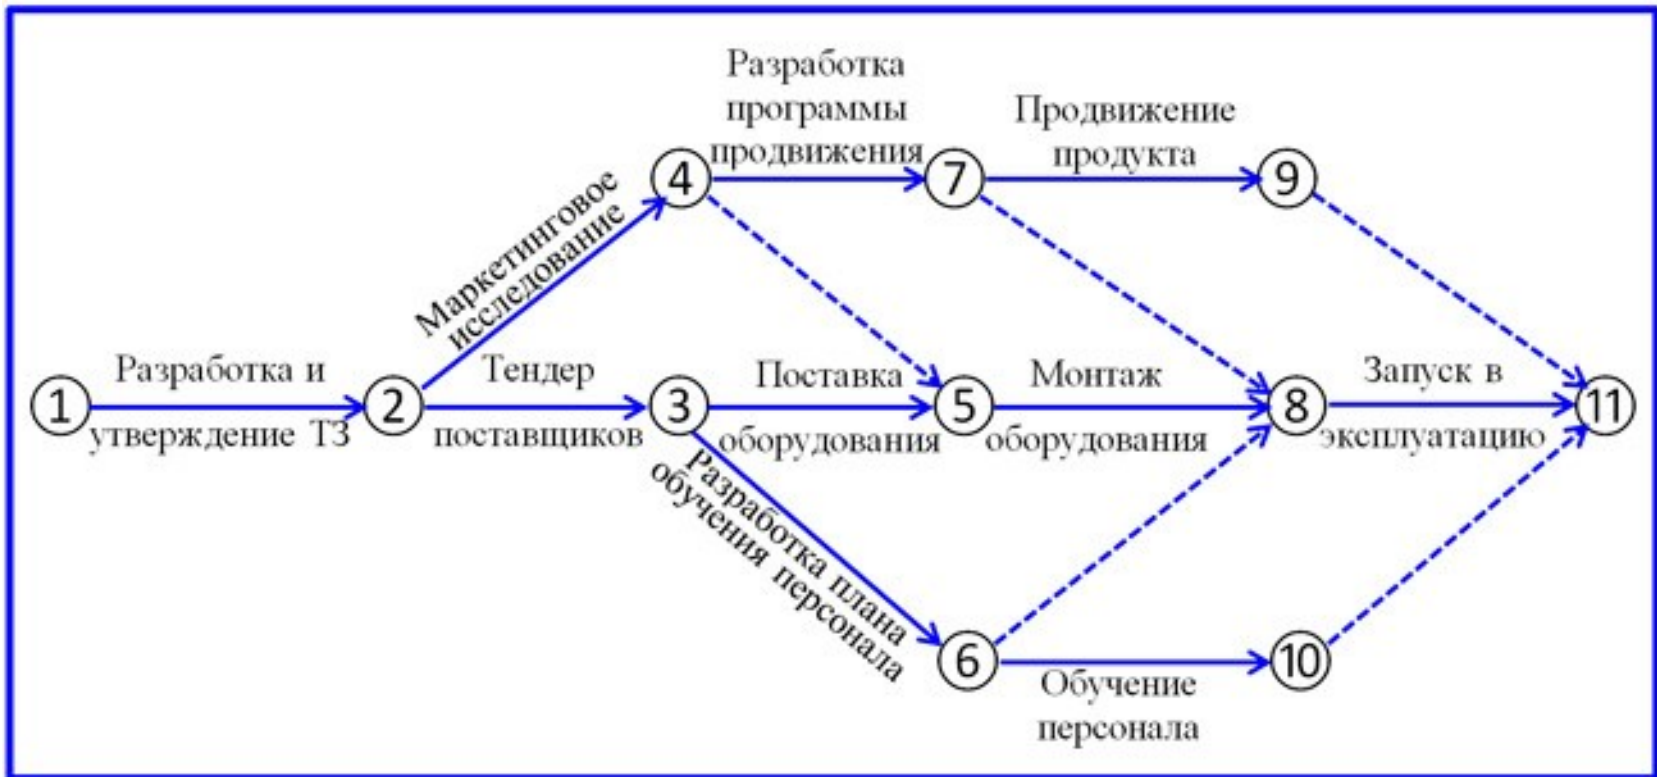 Разработка
программы
продвижения
Продвижение
продукта
4
7
9
Маркетинговое
исследование
Разработка и
утверждение ТЗ
Тендер
поставщиков
Поставка
оборудования
Монтаж
оборудования
Запуск в
эксплуатацию
1
2
3
5
8
11
Разработка плана
обучения персонала
6
10
Обучение
персонала